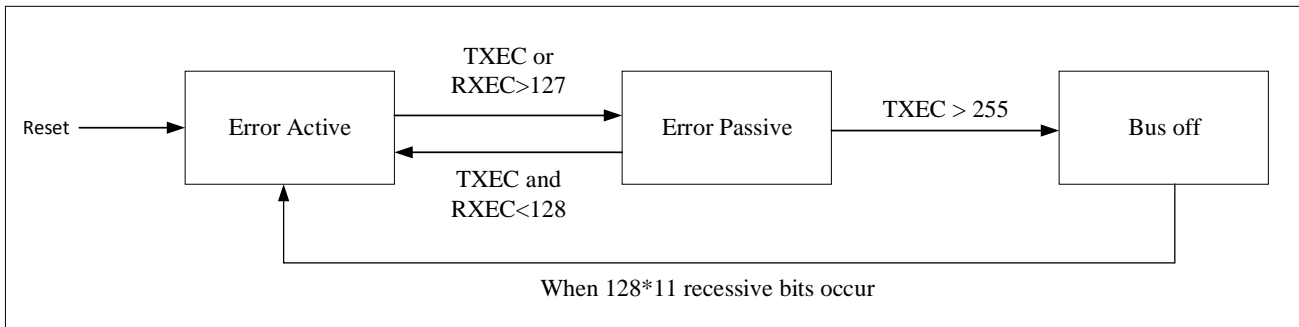 TXEC or
RXEC>127
Reset
Error Active
Error Passive
TXEC > 255
Bus off
TXEC and
RXEC<128
When 128*11 recessive bits occur